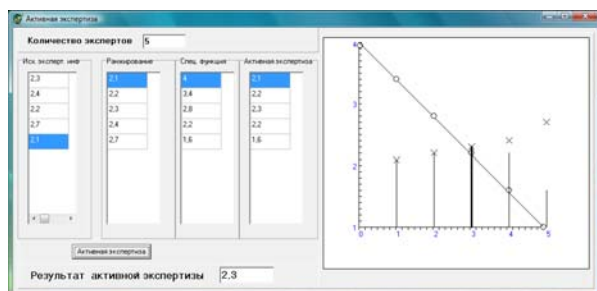 Активная экспертиза
Количество экспертов 5
Исх. эксперт. инф Ранжирование Спец. функция Активная экспертиза
2,3 2,1 4 2,1
2,4 2,2 3,4 2,2
2,2 2,3 2,8 2,3
2,7 2,4 2,2 2,2
2,1 2,7 1,6 1,6
Активная экспертиза
Результат активной экспертизы 2,3
4
3
2
1
0 1 2 3 4 5